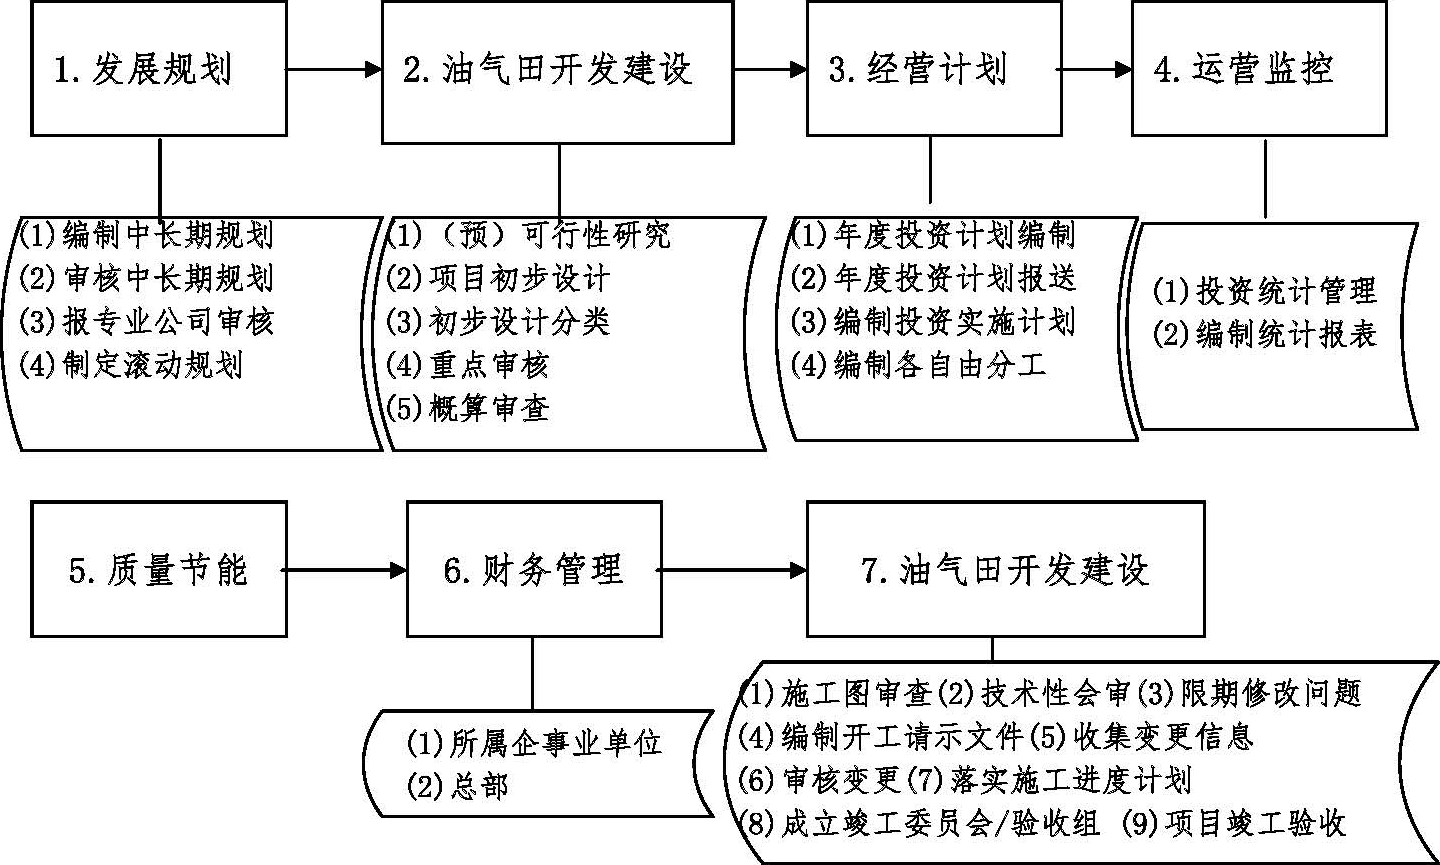 1.发展规划
2.油气田开发建设
3.经营计划
4.运营监控
(1)编制中长期规划
(2)审核中长期规划
(3)报专业公司审核
(4)制定滚动规划
(1)（预）可行性研究
(2)项目初步设计
(3)初步设计分类
(4)重点审核
(5)概算审查
(1)年度投资计划编制
(2)年度投资计划报送
(3)编制投资实施计划
(4)编制各自由分工
(1)投资统计管理
(2)编制统计报表
5.质量节能
6.财务管理
7.油气田开发建设
(1)所属企事业单位
(2)总部
(1)施工图审查(2)技术性会审(3)限期修改问题
(4)编制开工请示文件(5)收集变更信息
(6)审核变更(7)落实施工进度计划
(8)成立竣工委员会/验收组 (9)项目竣工验收